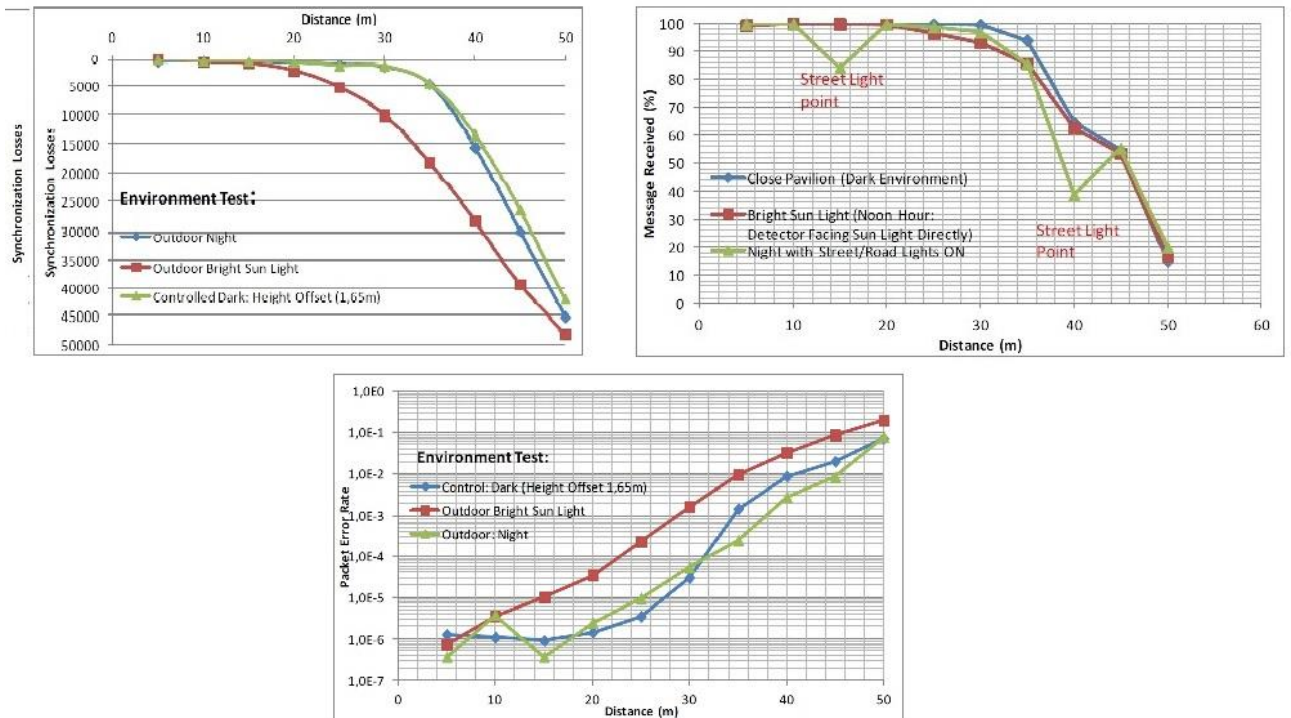 Distance (m)
0 10 20 30 40 50
0
5000
10000
15000
20000
25000
30000
35000
40000
45000
50000
Synchronization Losses
Synchronization Losses
Environment Test:
Outdoor Night
Outdoor Bright Sun Light
Controlled Dark: Height Offset (1,65m)
100
90
80
70
60
50
40
30
20
10
0
Message Received (%)
Street Light
point
Close Pavilion (Dark Environment)
Bright Sun Light (Noon Hour:
Detector Facing Sun Light Directly)
Night with Street/Road Lights ON
Street Light
Point
0 10 20 30 40 50 60
Distance (m)
1,0E0
1,0E-1
1,0E-2
1,0E-3
1,0E-4
1,0E-5
1,0E-6
1,0E-7
Packet Error Rate
Environment Test:
Control: Dark (Height Offset 1,65m)
Outdoor Bright Sun Light
Outdoor: Night
0 10 20 30 40 50
Distance (m)